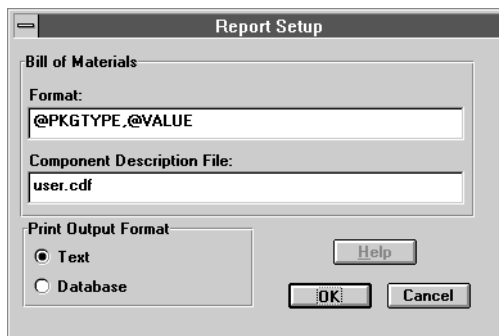 Report Setup
Bill of Materials
Format:
@PKGTYPE,@VALUE
Component Description File:
user.cdf
Print Output Format
Text
Database
Help
OK
Cancel